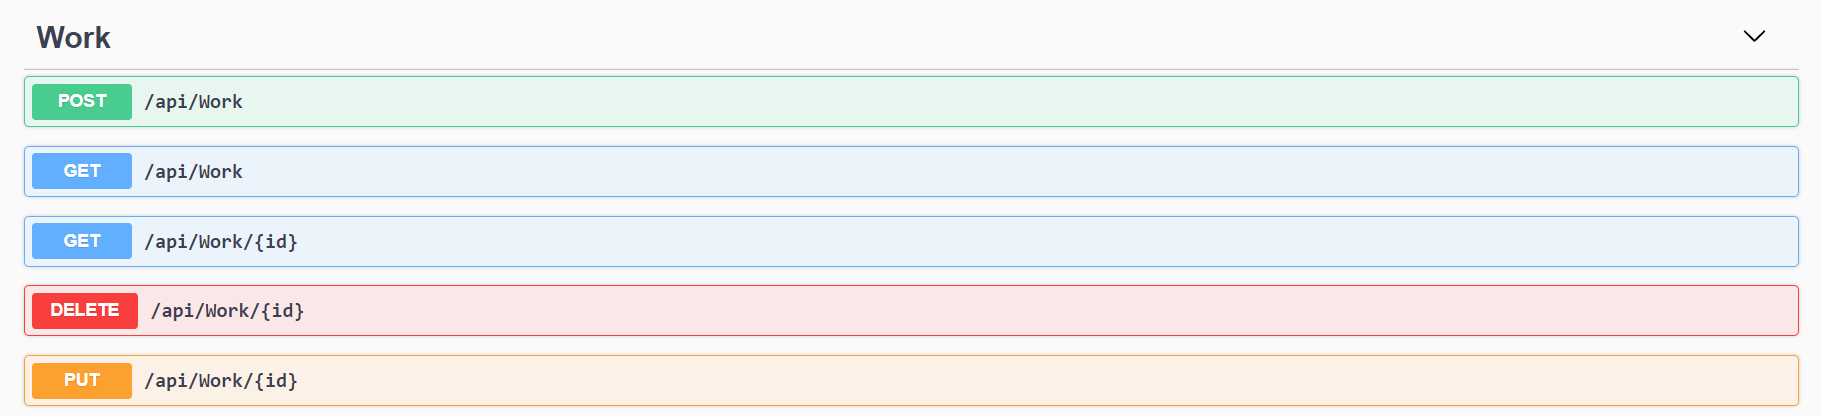 Work
POST /api/Work
GET /api/Work
GET /api/Work/{id}
DELETE /api/Work/{id}
PUT /api/Work/{id}